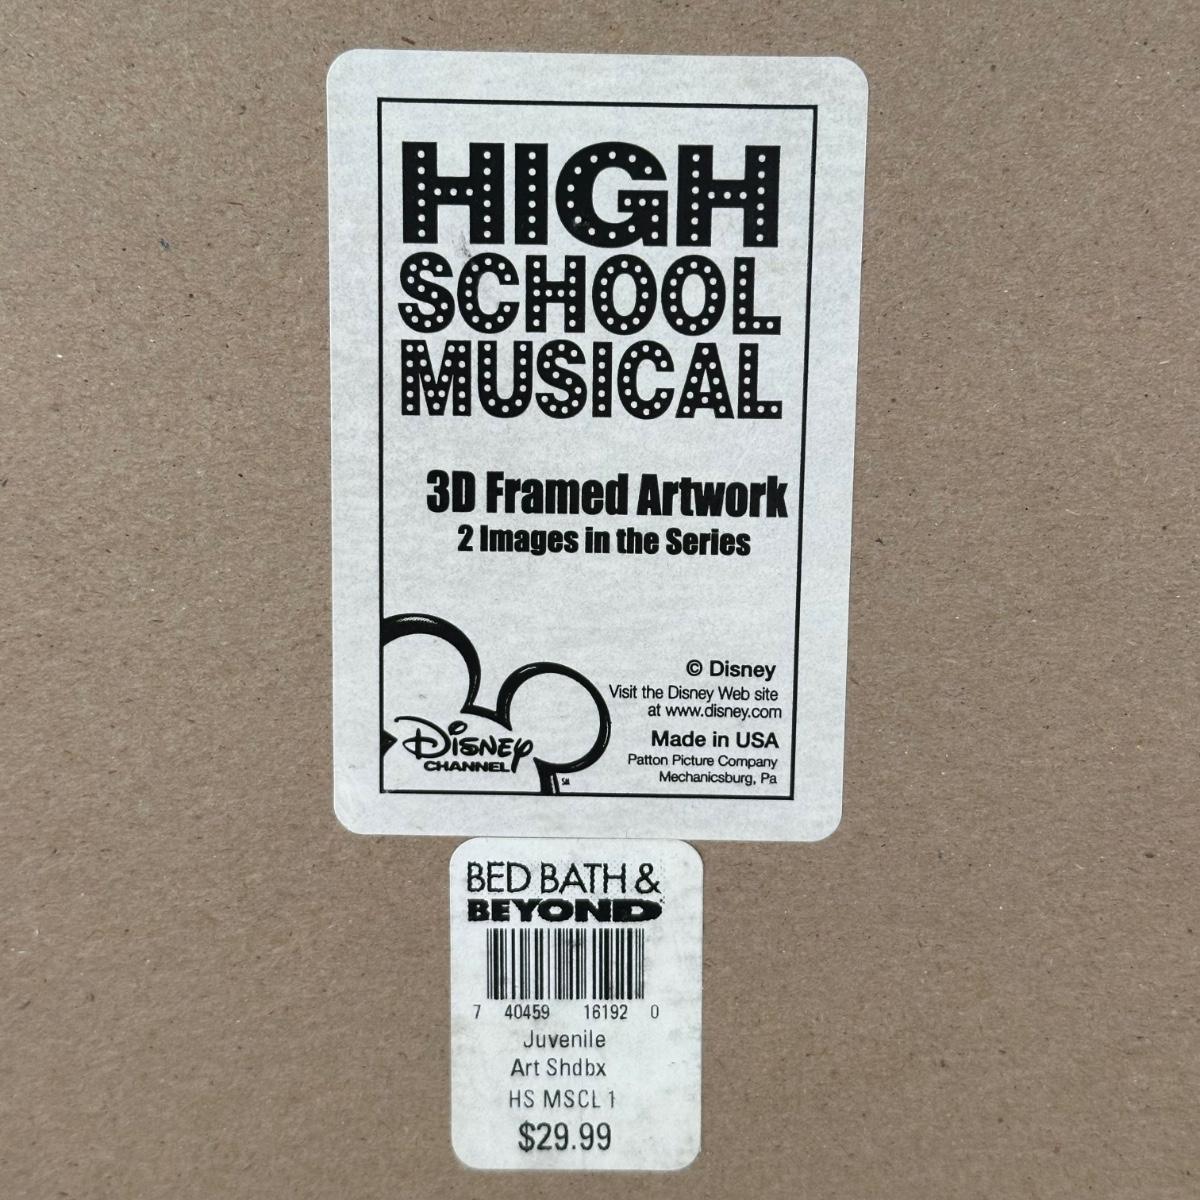 HIGH
SCHOOL
MUSICAL
3D Framed Artwork
2 Images in the Series
© Disney
Visit the Disney Web site
at www.disney.com
Made in USA
Patton Picture Company
Mechanicsburg, Pa
DISNEY
CHANNEL
SM
BED BATH &
BEYOND
7 40459 16192 0
Juvenile
Art Shdbx
HS MSCL 1
$29.99